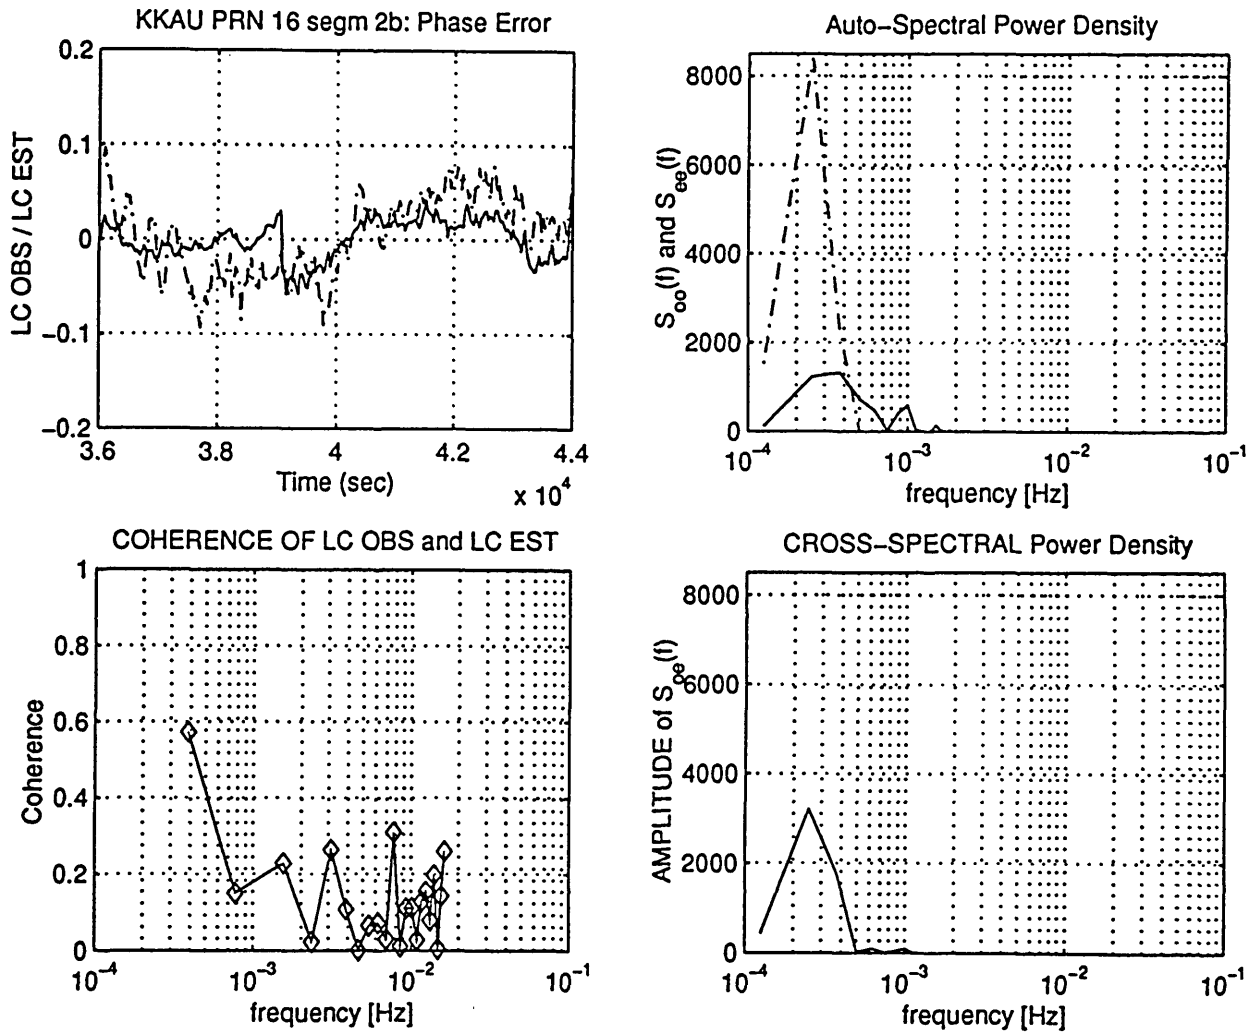 KKAU PRN 16 segm 2b: Phase Error
LC OBS / LC EST
0.2
0.1
0
−0.1
−0.2
3.6
3.8
4
4.2
4.4
Time (sec)
x 10^4
Auto−Spectral Power Density
S_oo(f) and S_ee(f)
8000
6000
4000
2000
0
10^−4
10^−3
10^−2
10^−1
frequency [Hz]
COHERENCE OF LC OBS and LC EST
Coherence
1
0.8
0.6
0.4
0.2
0
10^−4
10^−3
10^−2
10^−1
frequency [Hz]
CROSS−SPECTRAL Power Density
AMPLITUDE of S_oe(f)
8000
6000
4000
2000
0
10^−4
10^−3
10^−2
10^−1
frequency [Hz]